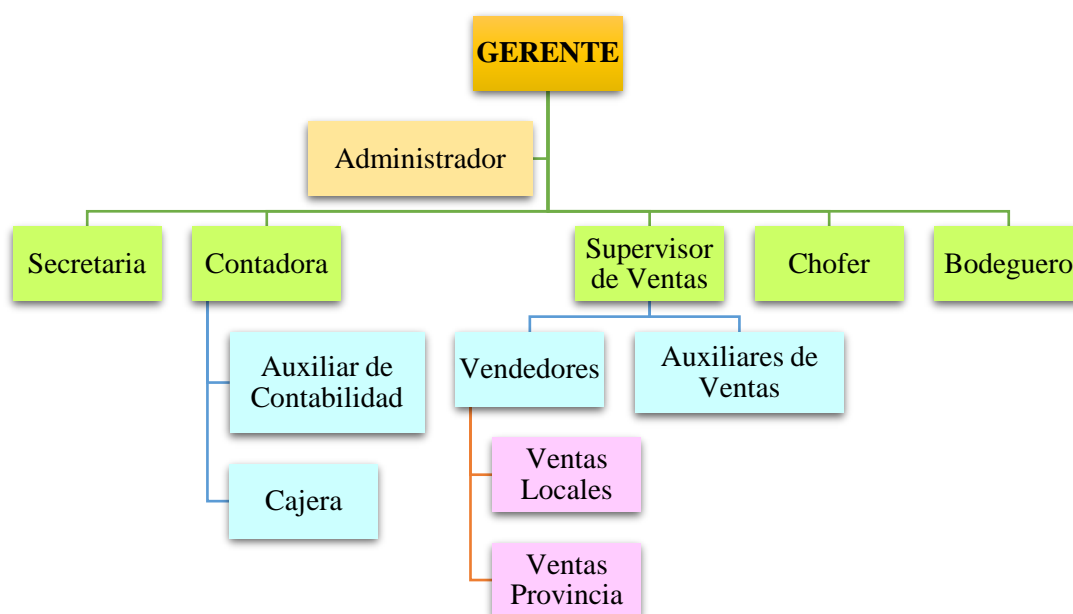 GERENTE
Administrador
Secretaria
Contadora
Supervisor
de Ventas
Chofer
Bodeguero
Auxiliar de
Contabilidad
Cajera
Vendedores
Auxiliares de
Ventas
Ventas
Locales
Ventas
Provincia